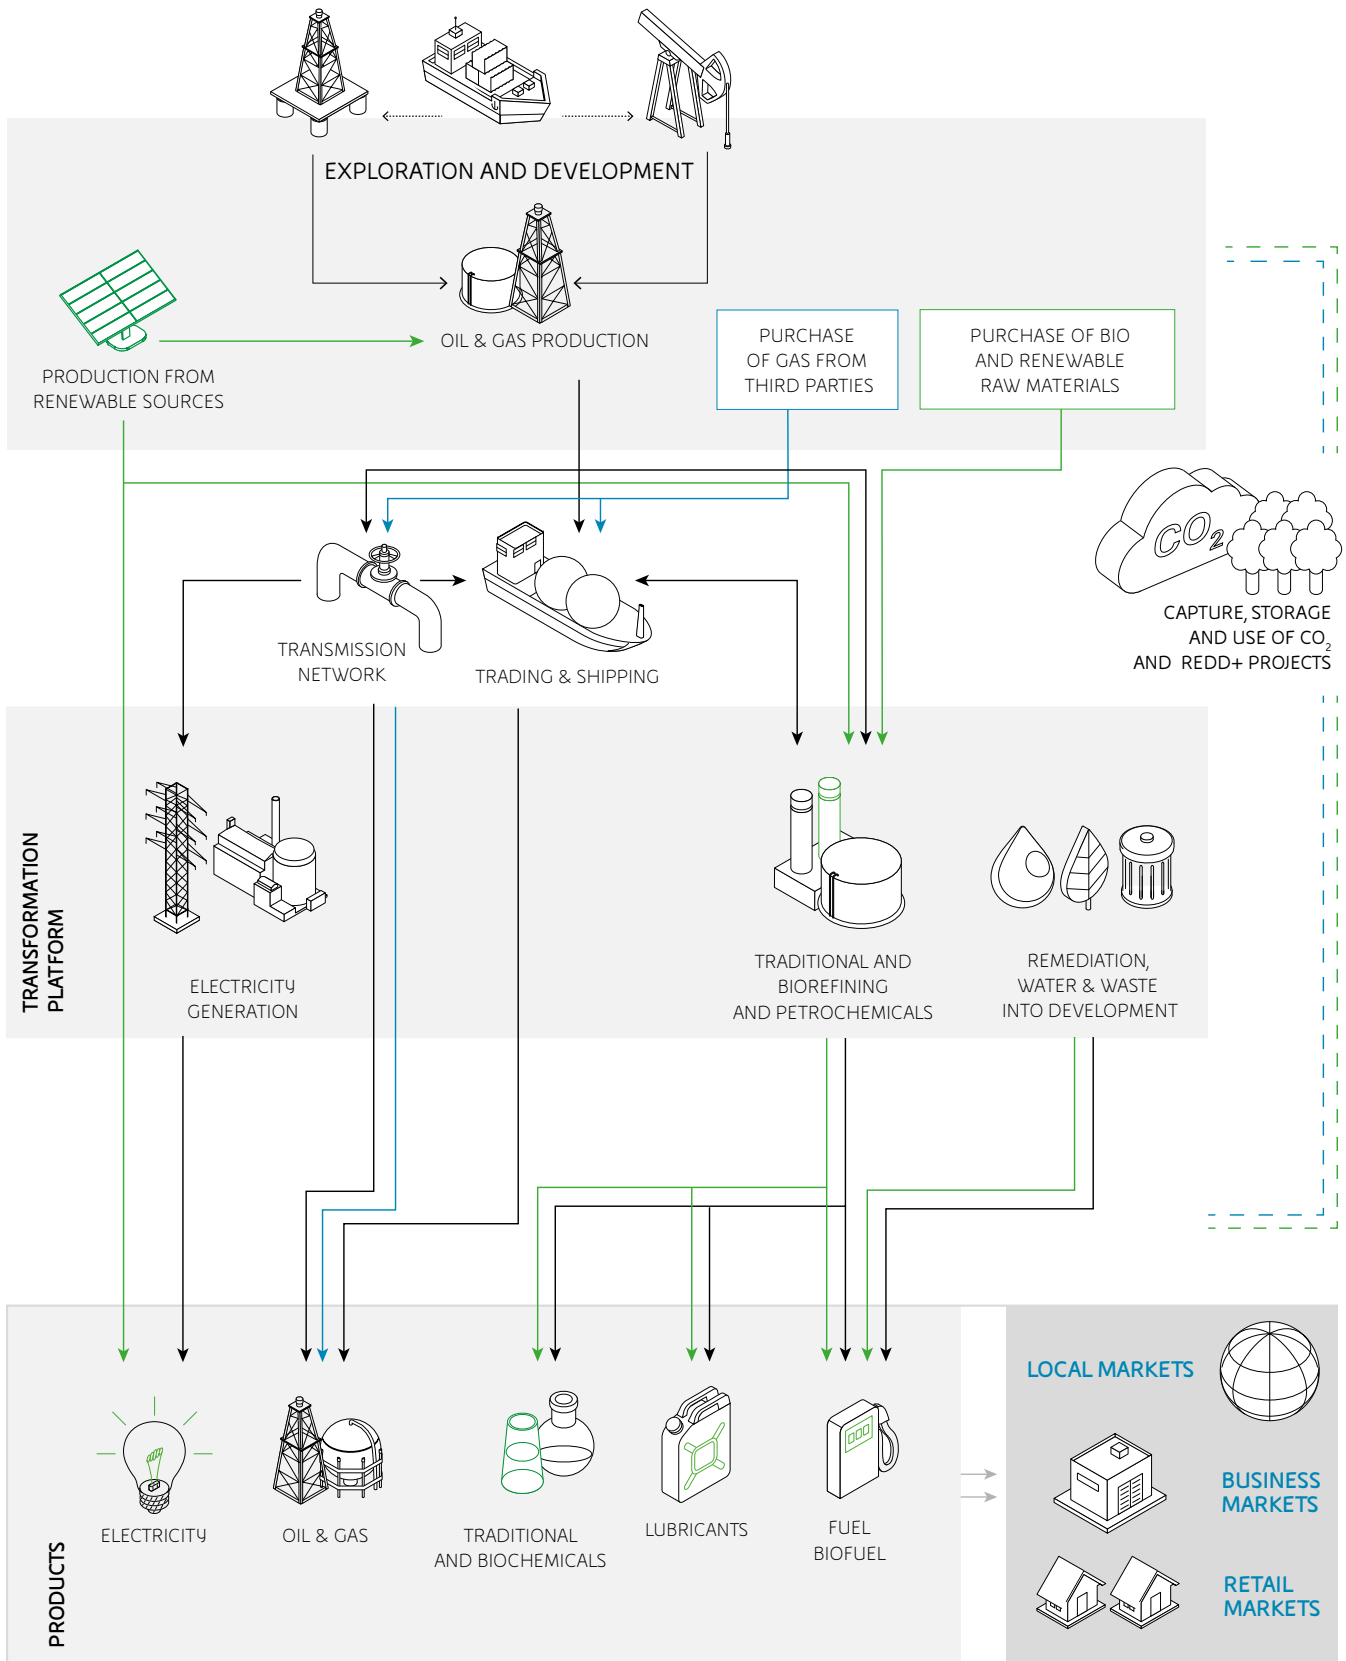 EXPLORATION AND DEVELOPMENT
OIL & GAS PRODUCTION
PRODUCTION FROM
RENEWABLE SOURCES
PURCHASE
OF GAS FROM
THIRD PARTIES
PURCHASE OF BIO
AND RENEWABLE
RAW MATERIALS
CO2
CAPTURE, STORAGE
AND USE OF CO2
AND REDD+ PROJECTS
TRANSMISSION
NETWORK
TRADING & SHIPPING
TRANSFORMATION
PLATFORM
ELECTRICITY
GENERATION
TRADITIONAL AND
BIOREFINING
AND PETROCHEMICALS
REMEDIATION,
WATER & WASTE
INTO DEVELOPMENT
PRODUCTS
ELECTRICITY
OIL & GAS
TRADITIONAL
AND BIOCHEMICALS
LUBRICANTS
FUEL
BIOFUEL
LOCAL MARKETS
BUSINESS
MARKETS
RETAIL
MARKETS